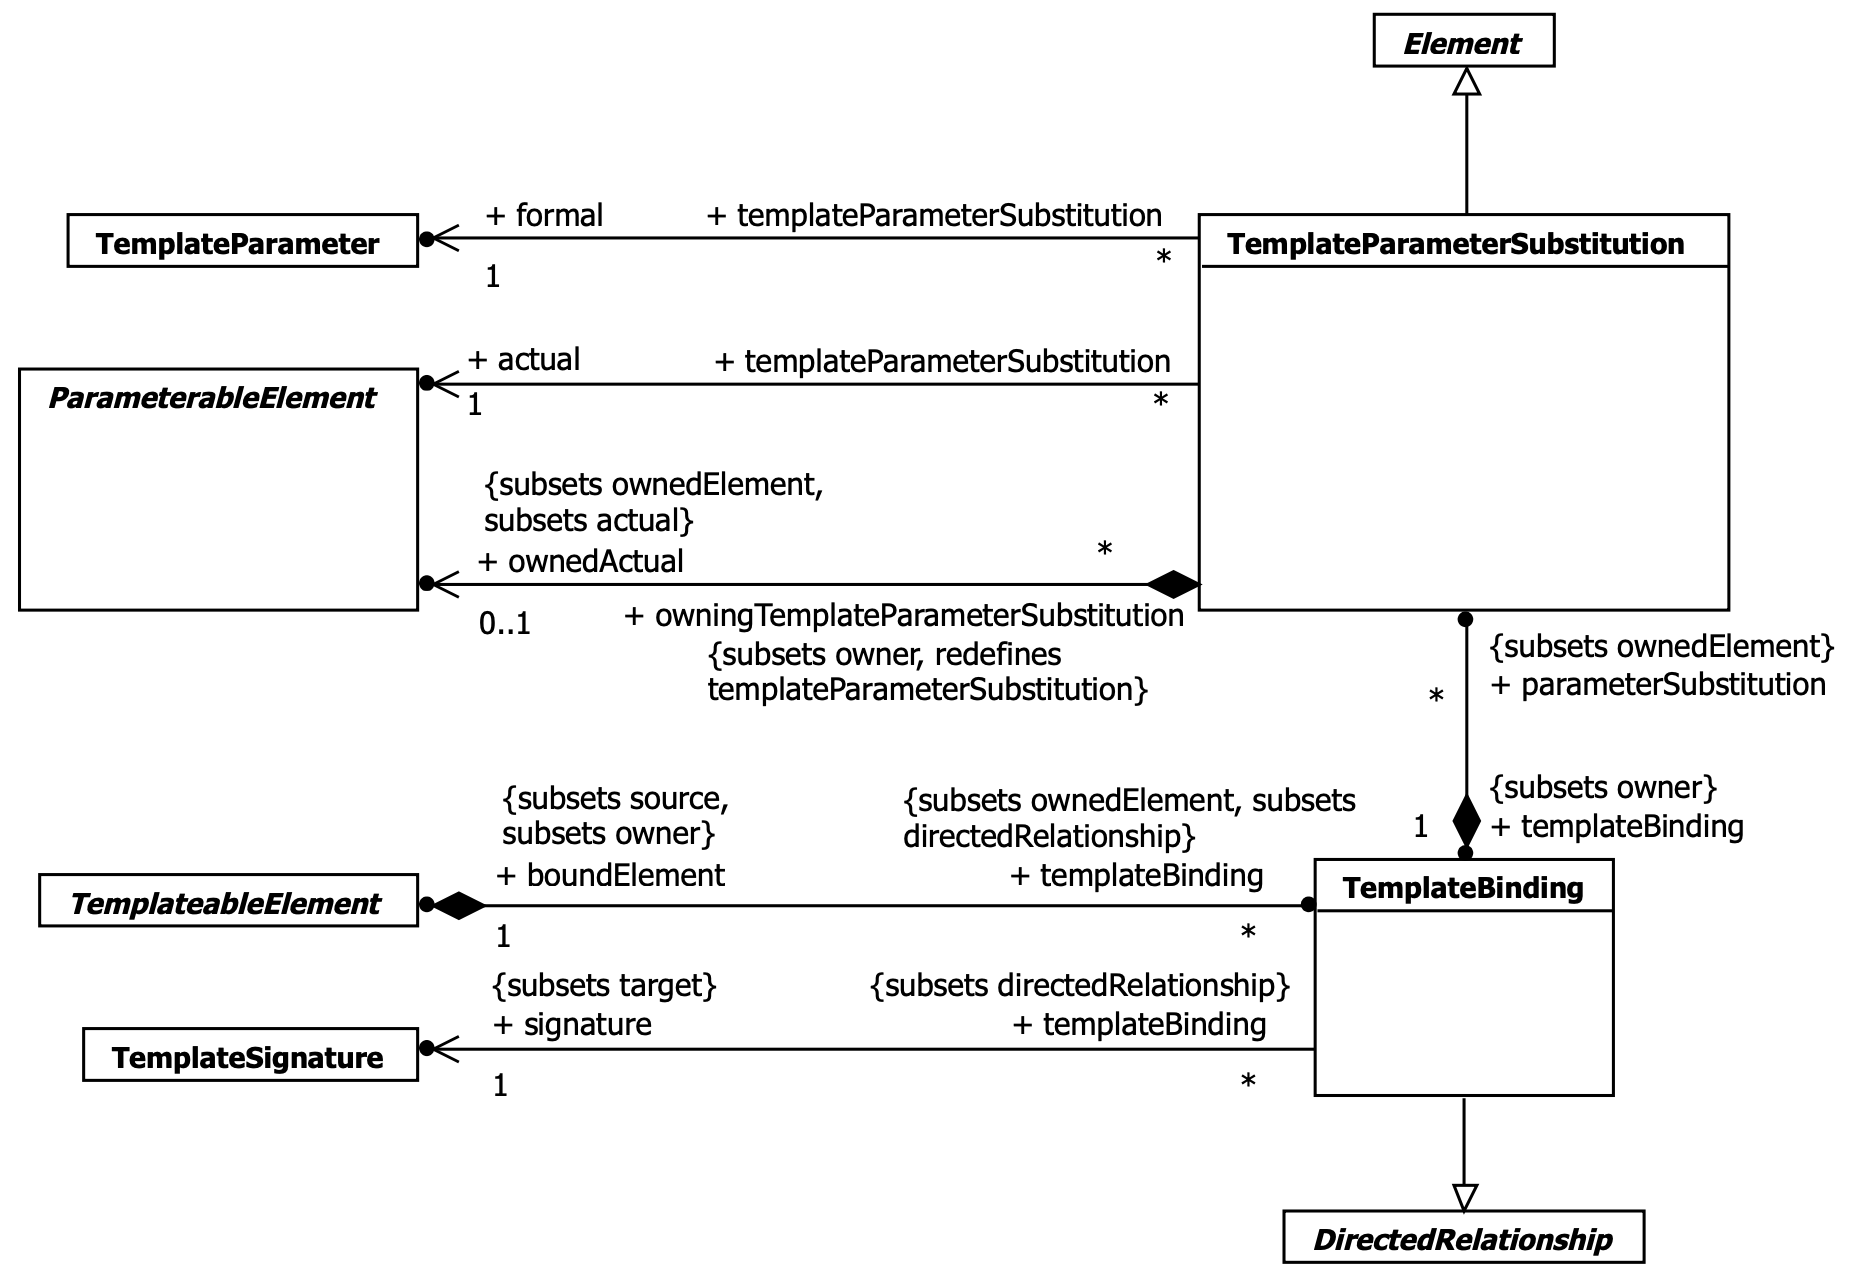 Element
+ formal
+ templateParameterSubstitution
TemplateParameter
TemplateParameterSubstitution
1
*
+ actual
+ templateParameterSubstitution
ParameterableElement
1
*
{subsets ownedElement,
subsets actual}
+ ownedActual
*
0..1
+ owningTemplateParameterSubstitution
{subsets owner, redefines
templateParameterSubstitution}
{subsets ownedElement}
+ parameterSubstitution
*
{subsets owner}
+ templateBinding
1
{subsets source,
subsets owner}
+ boundElement
{subsets ownedElement, subsets
directedRelationship}
+ templateBinding
TemplateableElement
TemplateBinding
1
*
{subsets target}
+ signature
{subsets directedRelationship}
+ templateBinding
TemplateSignature
1
*
DirectedRelationship